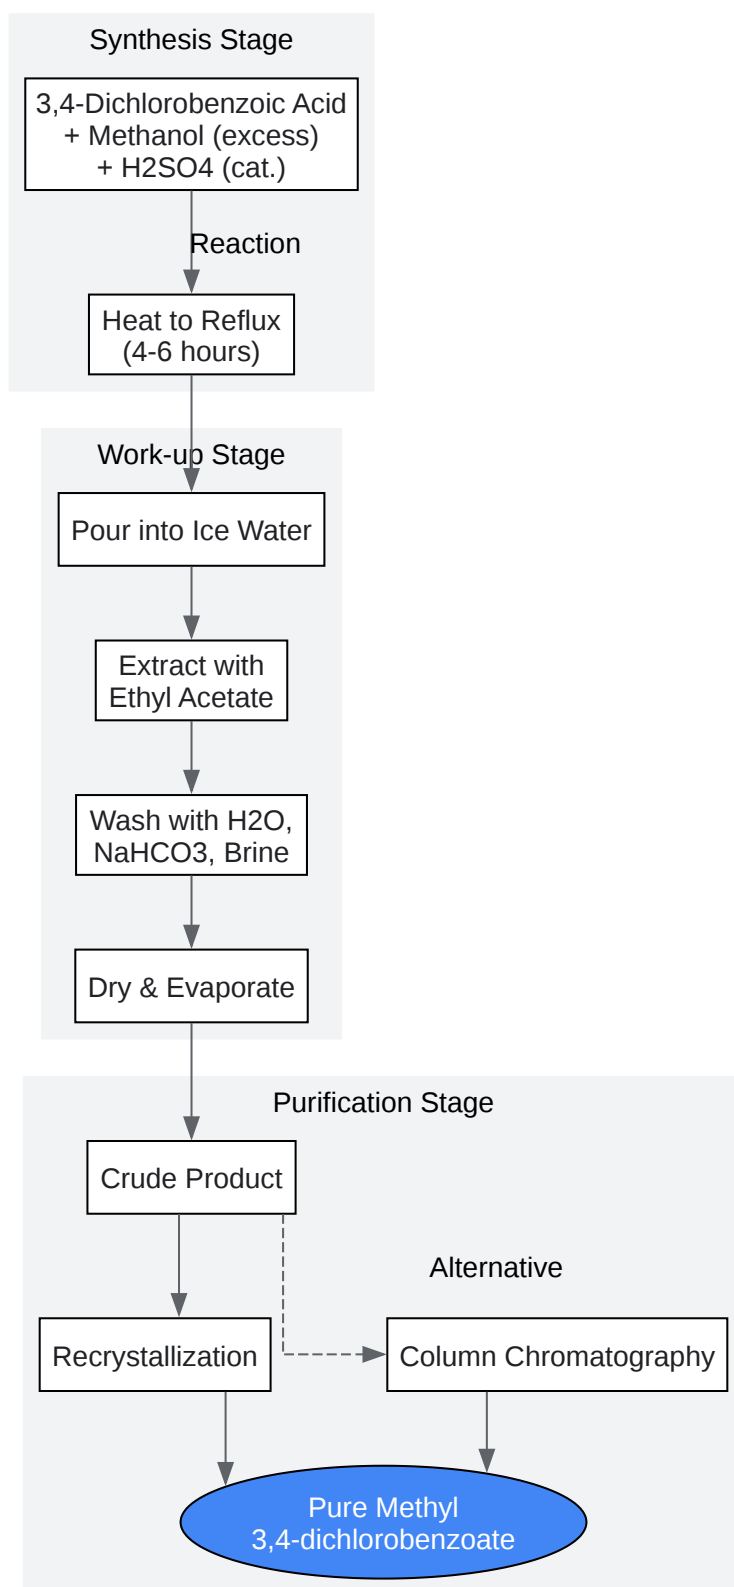 Synthesis Stage
3,4-Dichlorobenzoic Acid
+ Methanol (excess)
+ H2SO4 (cat.)
Reaction
Heat to Reflux
(4-6 hours)
Work-up Stage
Pour into Ice Water
Extract with
Ethyl Acetate
Wash with H2O,
NaHCO3, Brine
Dry & Evaporate
Purification Stage
Crude Product
Alternative
Recrystallization
Column Chromatography
Pure Methyl
3,4-dichlorobenzoate